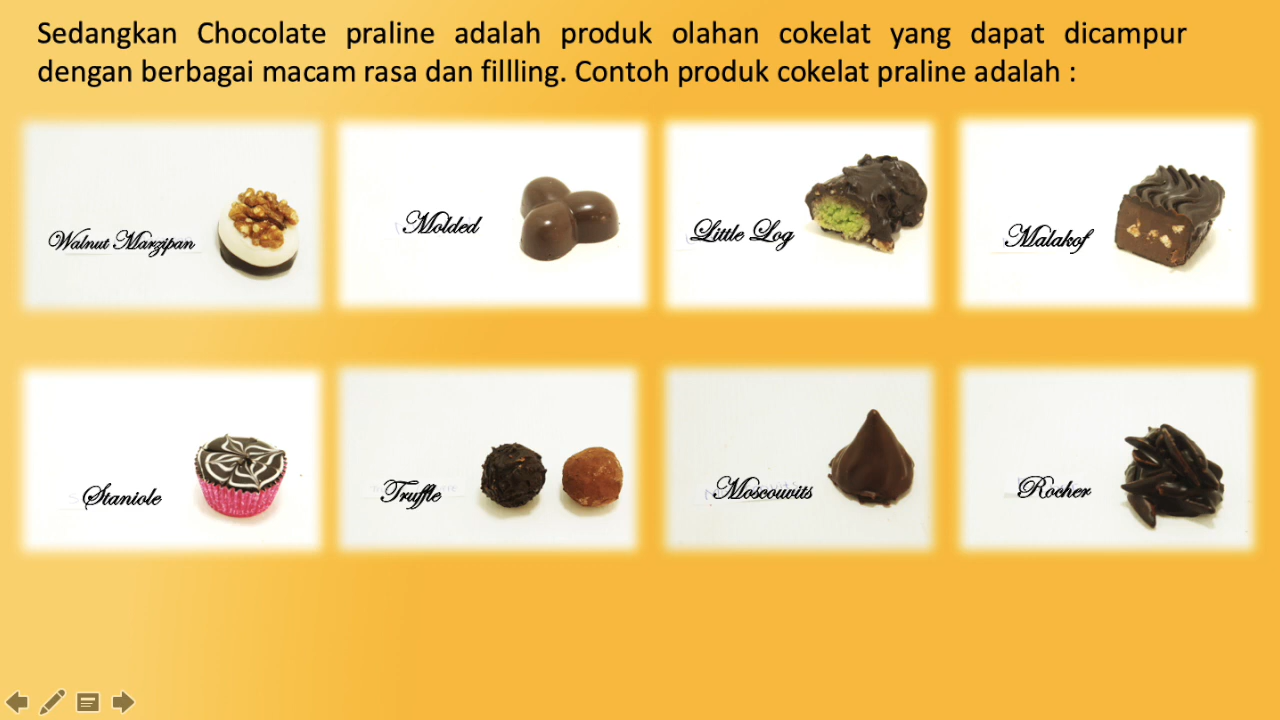 Sedangkan Chocolate praline adalah produk olahan cokelat yang dapat dicampur
dengan berbagai macam rasa dan fillling. Contoh produk cokelat praline adalah :
Walnut Marzipan
Molded
Little Log
Malakof
Staniole
Truffle
Moscouvits
Rocher